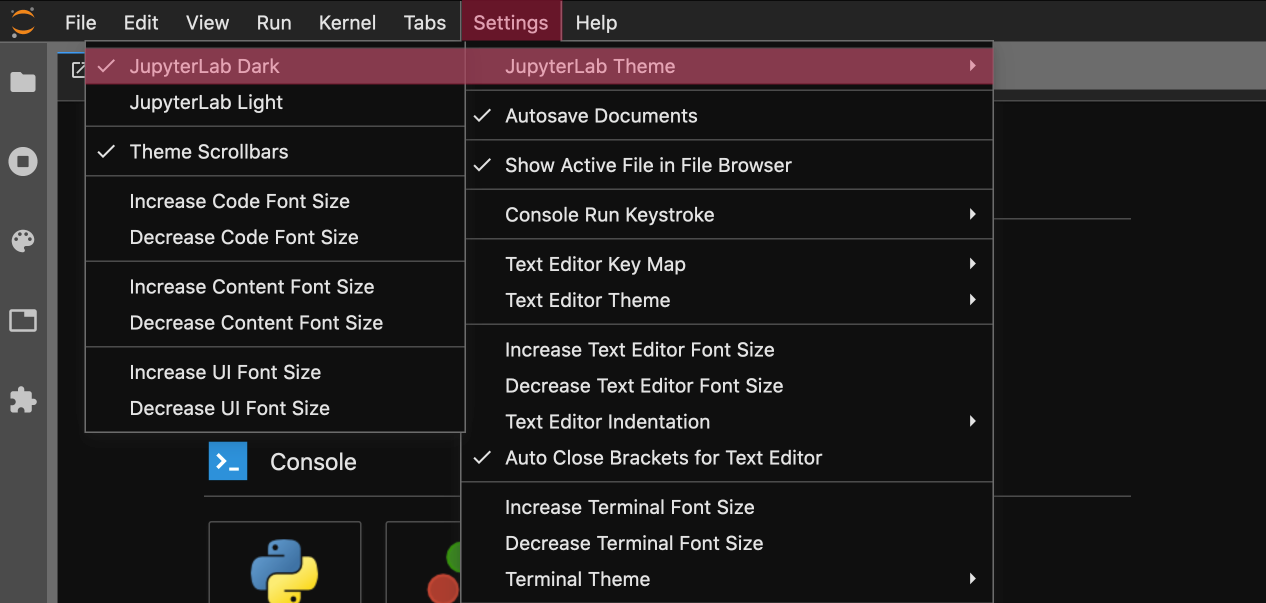 File Edit View Run Kernel Tabs Settings Help
JupyterLab Dark
JupyterLab Light
Theme Scrollbars
Increase Code Font Size
Decrease Code Font Size
Increase Content Font Size
Decrease Content Font Size
Increase UI Font Size
Decrease UI Font Size
JupyterLab Theme
Autosave Documents
Show Active File in File Browser
Console Run Keystroke
Text Editor Key Map
Text Editor Theme
Increase Text Editor Font Size
Decrease Text Editor Font Size
Text Editor Indentation
Auto Close Brackets for Text Editor
Increase Terminal Font Size
Decrease Terminal Font Size
Terminal Theme
Console